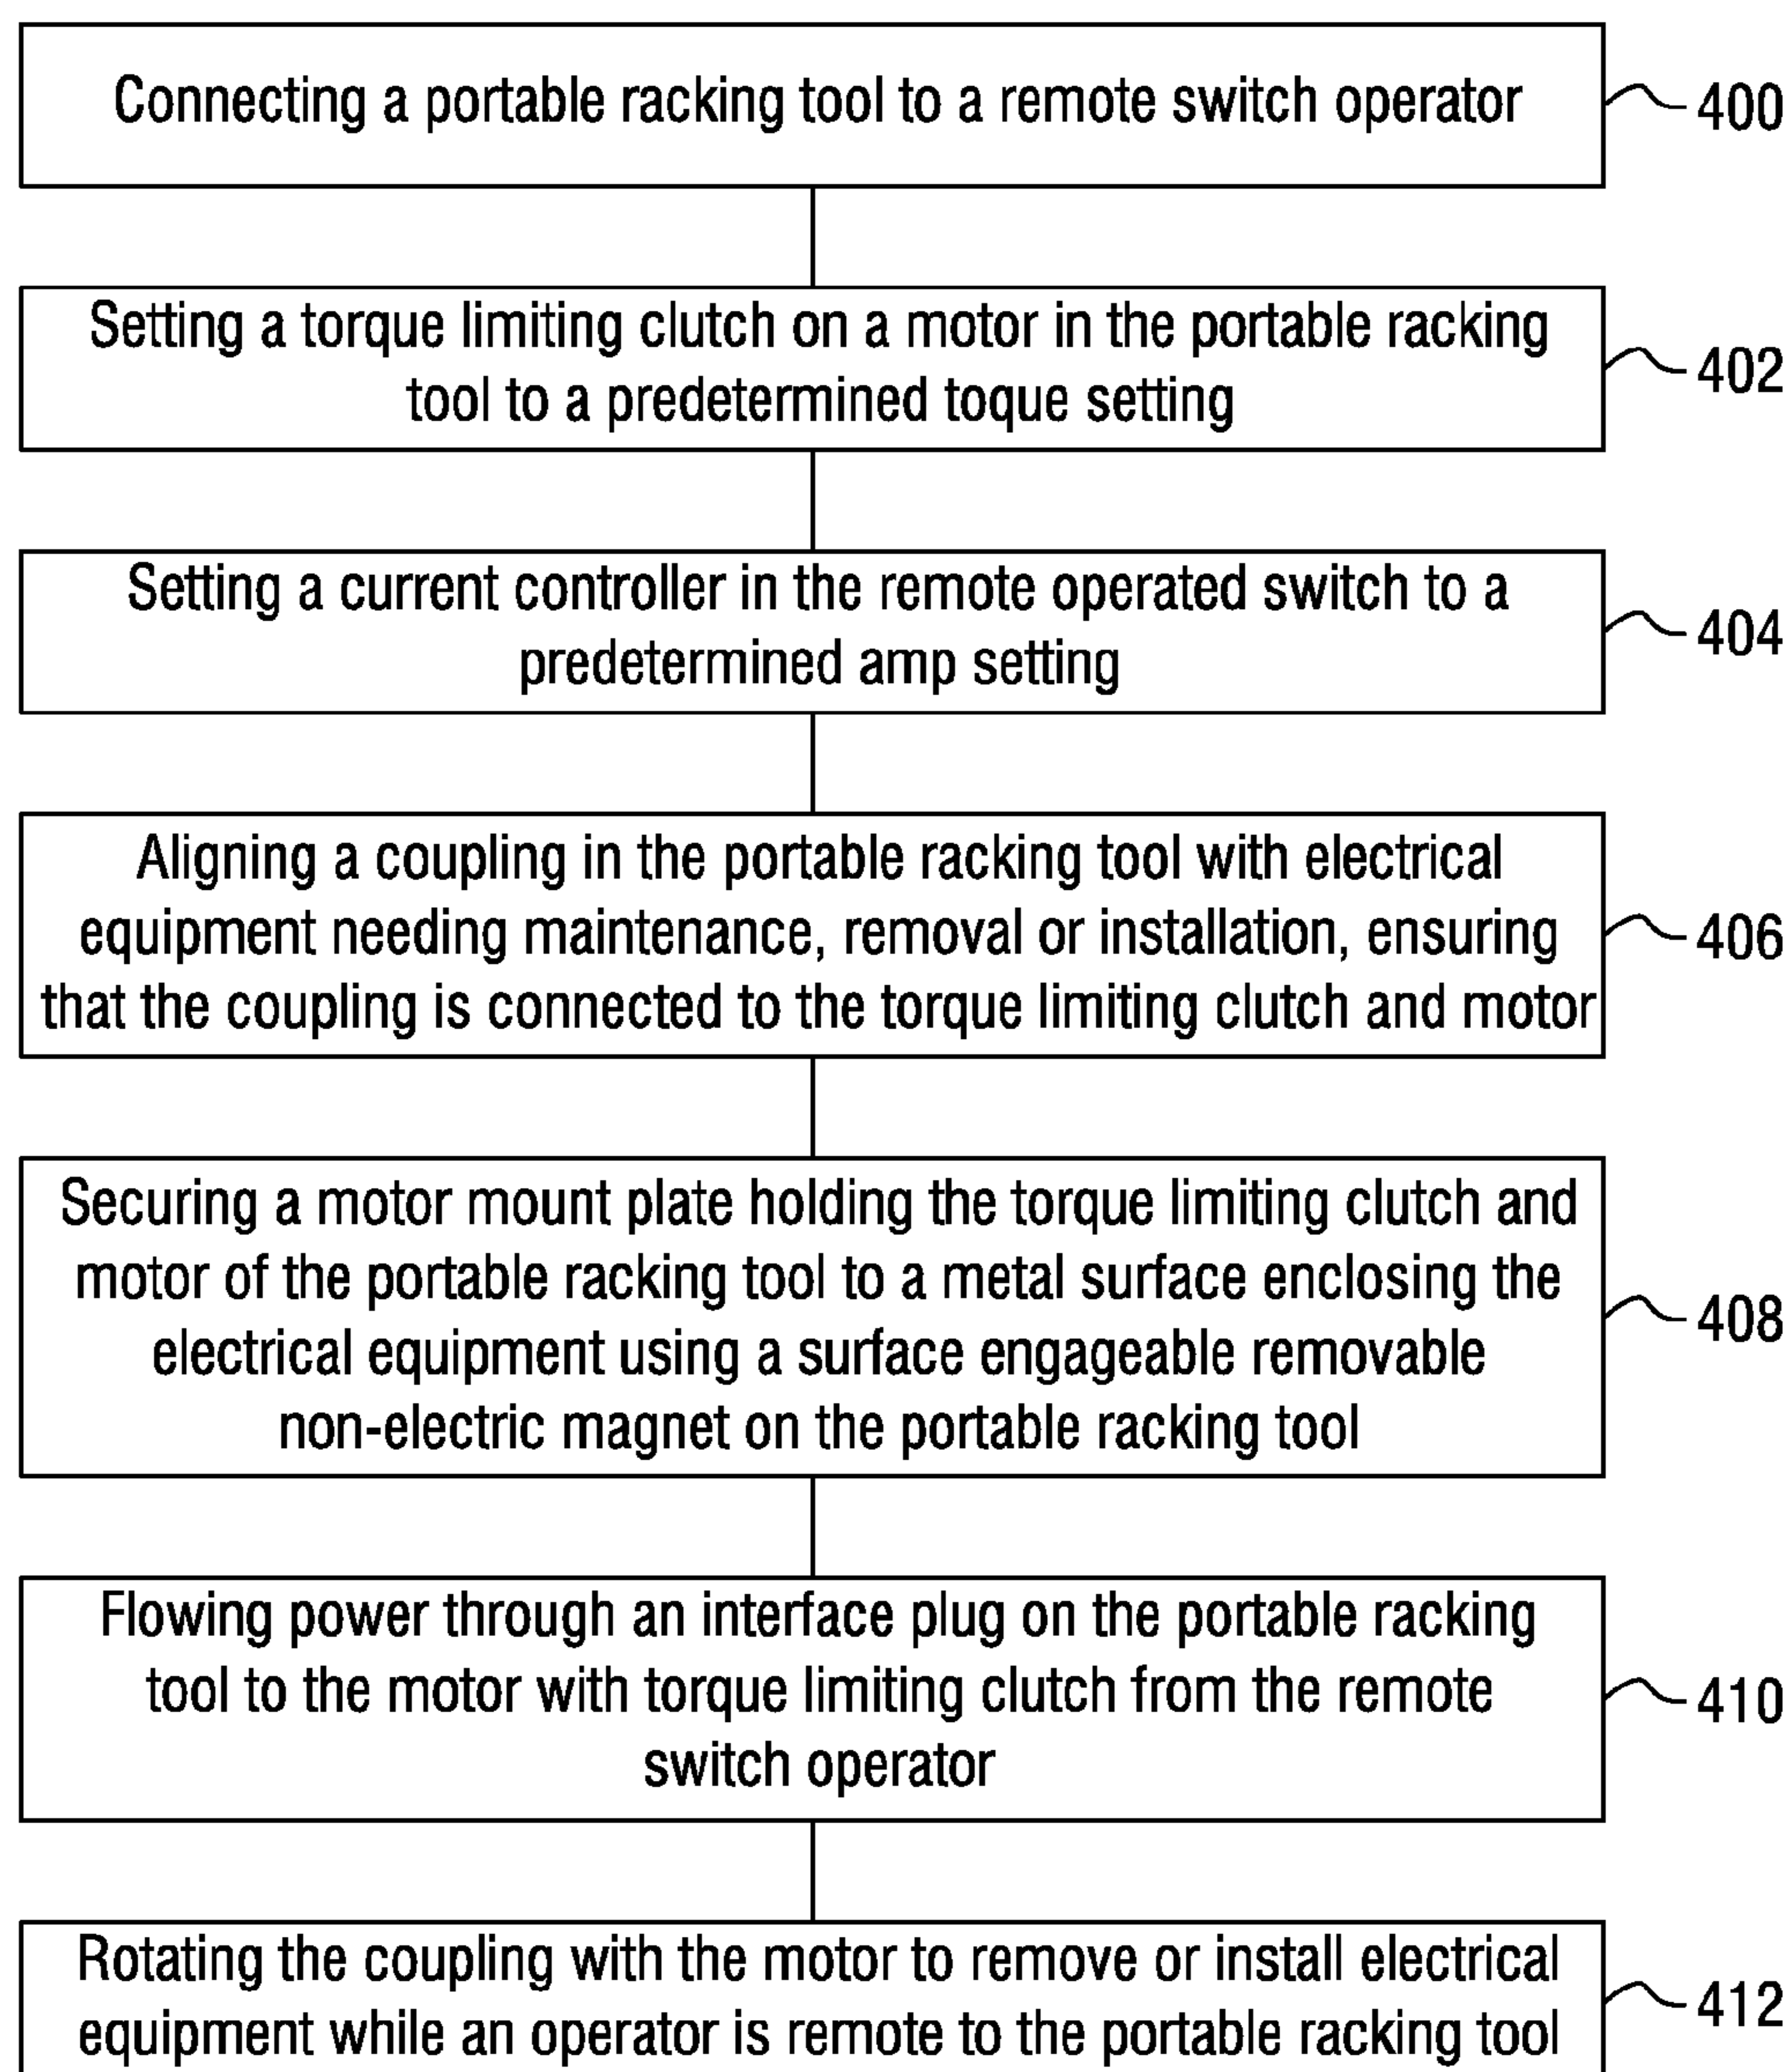 Connecting a portable racking tool to a remote switch operator
400
Setting a torque limiting clutch on a motor in the portable racking
tool to a predetermined toque setting
402
Setting a current controller in the remote operated switch to a
predetermined amp setting
404
Aligning a coupling in the portable racking tool with electrical
equipment needing maintenance, removal or installation, ensuring
that the coupling is connected to the torque limiting clutch and motor
406
Securing a motor mount plate holding the torque limiting clutch and
motor of the portable racking tool to a metal surface enclosing the
electrical equipment using a surface engageable removable
non-electric magnet on the portable racking tool
408
Flowing power through an interface plug on the portable racking
tool to the motor with torque limiting clutch from the remote
switch operator
410
Rotating the coupling with the motor to remove or install electrical
equipment while an operator is remote to the portable racking tool
412